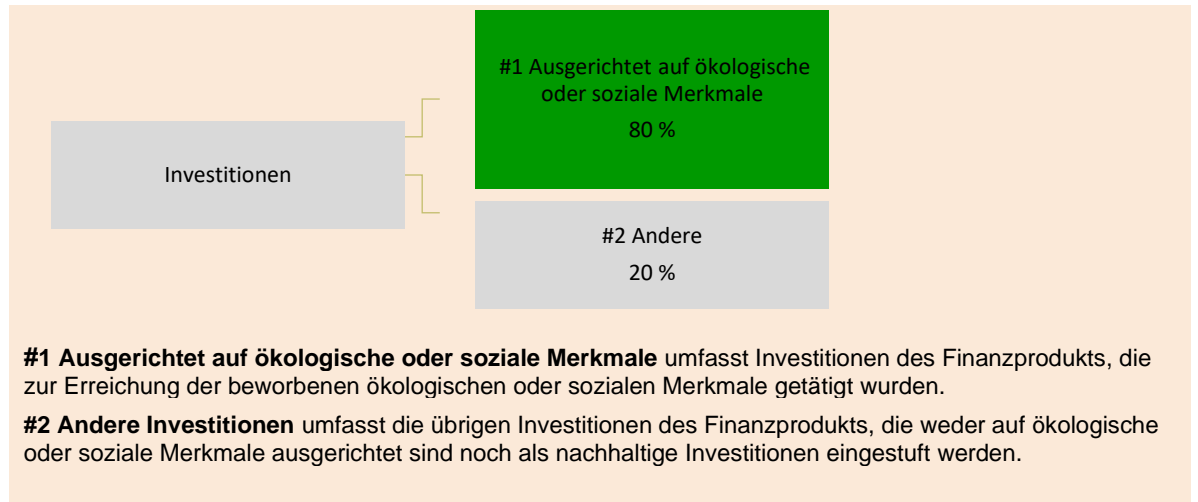 #1 Ausgerichtet auf ökologische
oder soziale Merkmale
80 %
Investitionen
#2 Andere
20 %
#1 Ausgerichtet auf ökologische oder soziale Merkmale umfasst Investitionen des Finanzprodukts, die
zur Erreichung der beworbenen ökologischen oder sozialen Merkmale getätigt wurden.
#2 Andere Investitionen umfasst die übrigen Investitionen des Finanzprodukts, die weder auf ökologische
oder soziale Merkmale ausgerichtet sind noch als nachhaltige Investitionen eingestuft werden.